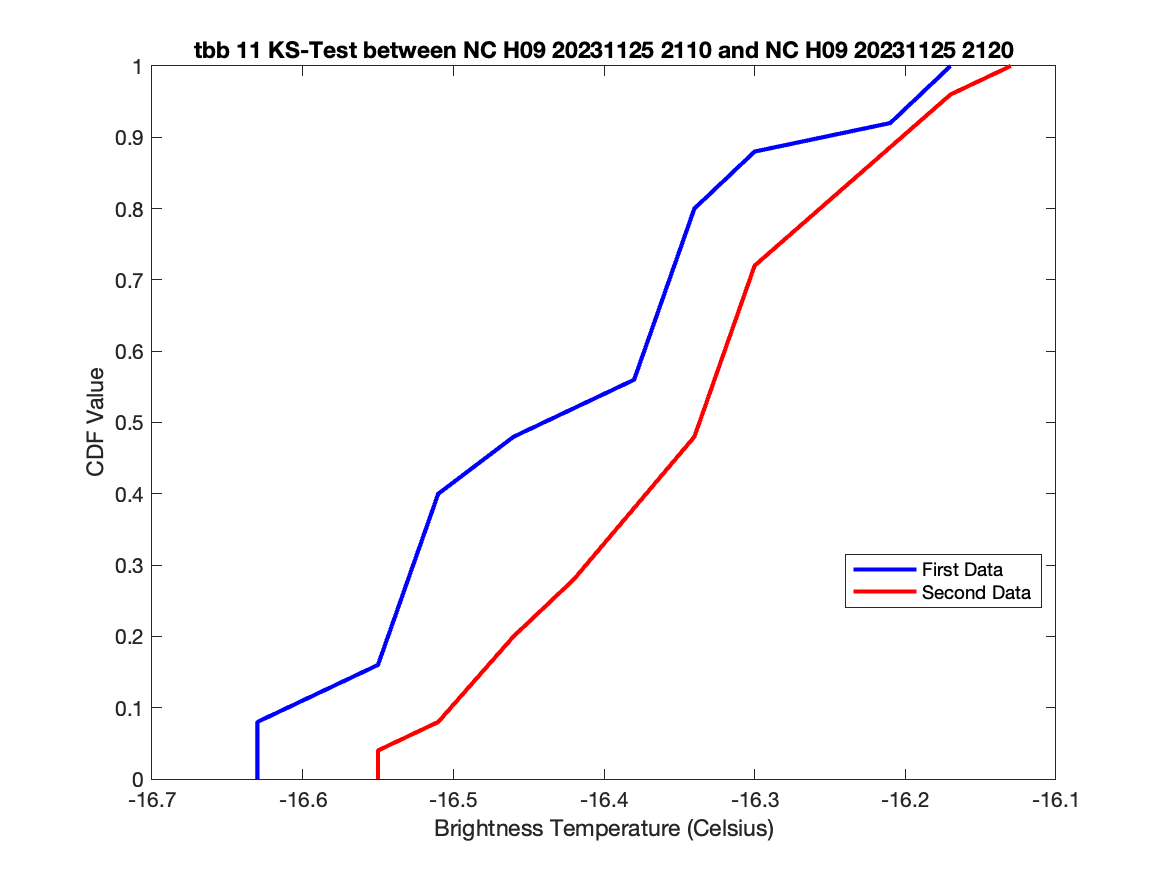 tbb 11 KS-Test between NC H09 20231125 2110 and NC H09 20231125 2120
1
0.9
0.8
0.7
0.6
0.5
0.4
0.3
0.2
0.1
0
CDF Value
First Data
Second Data
-16.7 -16.6 -16.5 -16.4 -16.3 -16.2 -16.1
Brightness Temperature (Celsius)